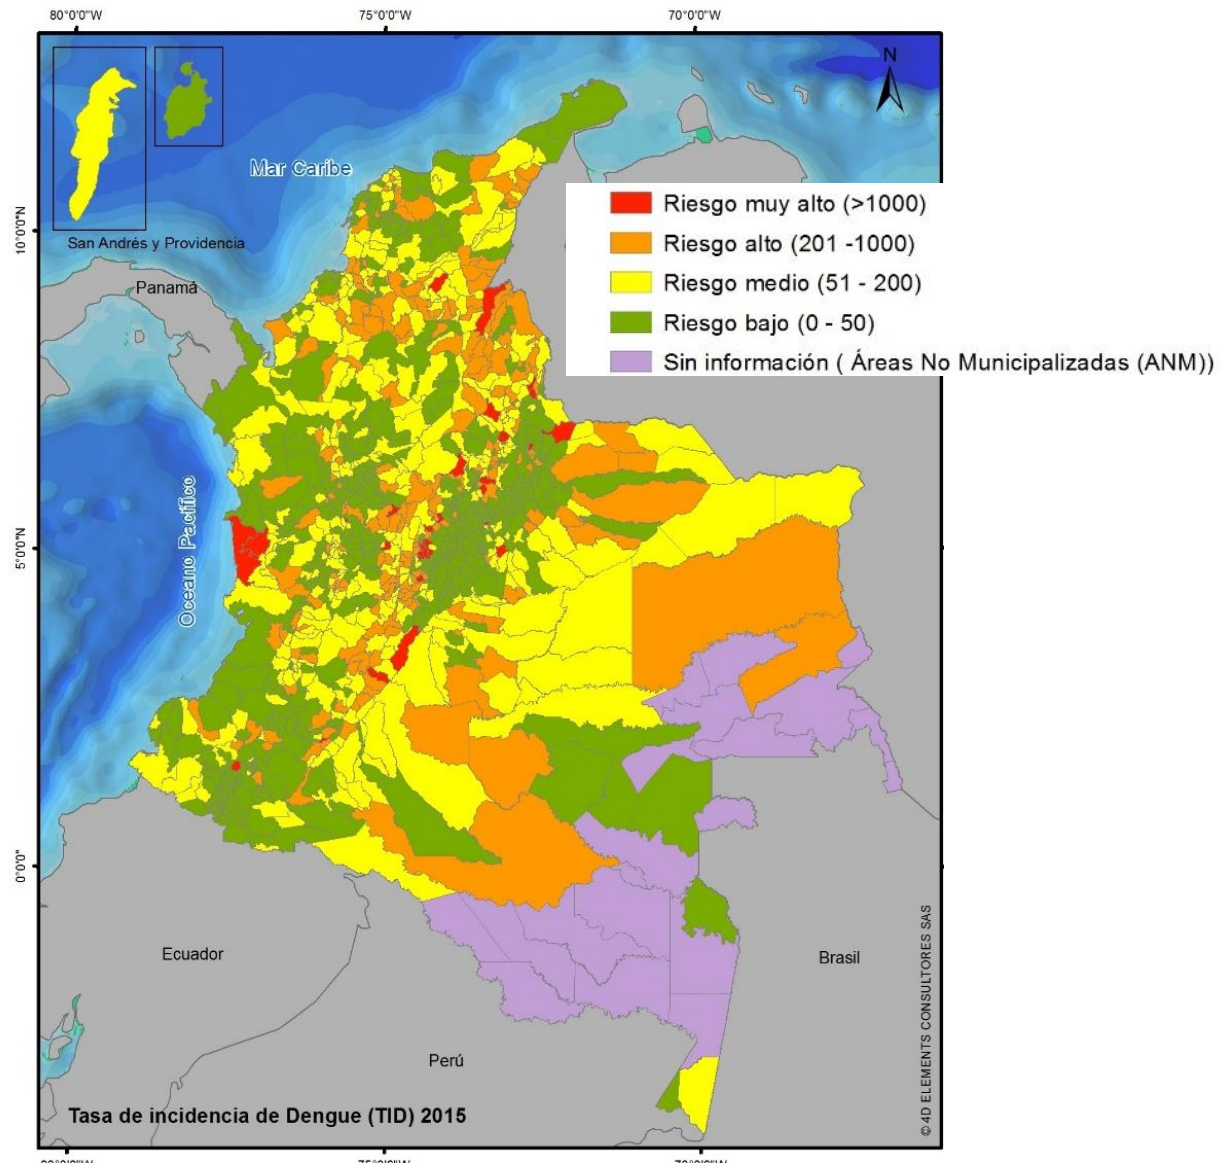 80°0'0"W
75°0'0"W
70°0'0"W
N
Mar Caribe
10°0'0"N
San Andrés y Providencia
Panamá
Riesgo muy alto (>1000)
Riesgo alto (201 -1000)
Riesgo medio (51 - 200)
Riesgo bajo (0 - 50)
Sin información ( Áreas No Municipalizadas (ANM))
Oceano Pacífico
5°0'0"N
0°0'0"
Ecuador
Brasil
Perú
© 4D ELEMENTS CONSULTORES SAS
Tasa de incidencia de Dengue (TID) 2015